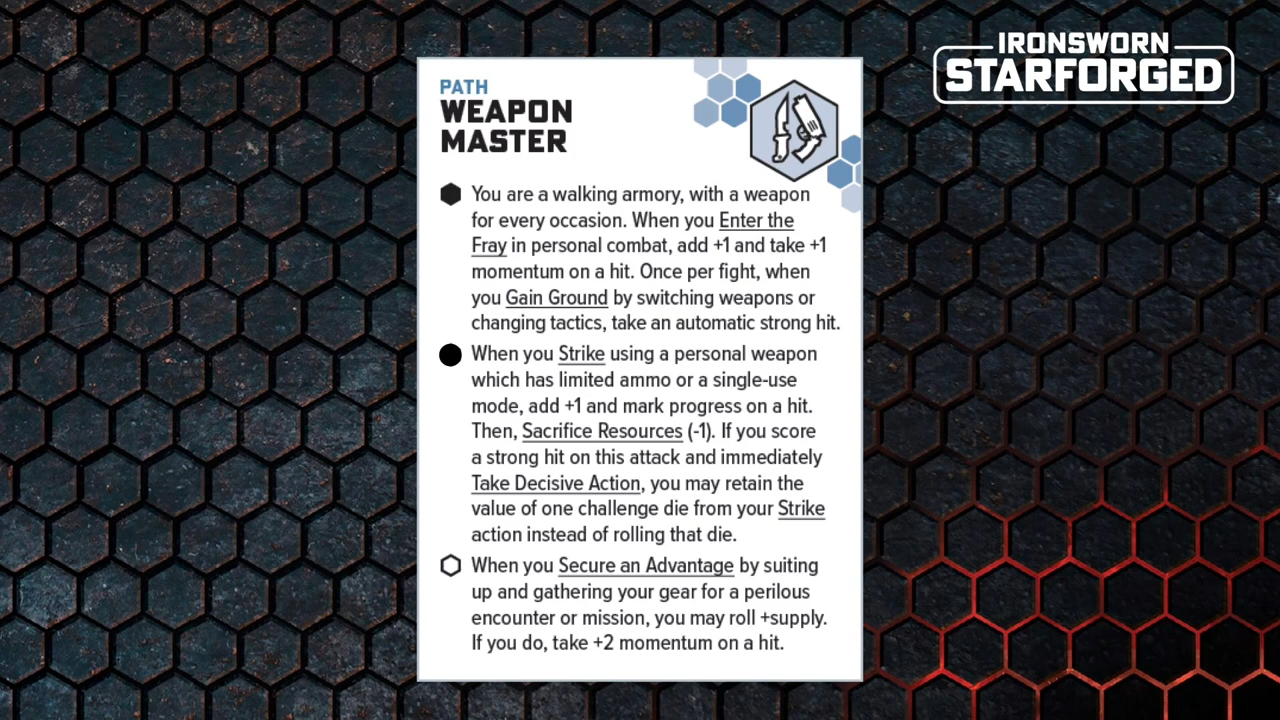 IRONSWORN
STARFORGED
PATH
WEAPON
MASTER
You are a walking armory, with a weapon
for every occasion. When you Enter the
Fray in personal combat, add +1 and take +1
momentum on a hit. Once per fight, when
you Gain Ground by switching weapons or
changing tactics, take an automatic strong hit.
When you Strike using a personal weapon
which has limited ammo or a single-use
mode, add +1 and mark progress on a hit.
Then, Sacrifice Resources (-1). If you score
a strong hit on this attack and immediately
Take Decisive Action, you may retain the
value of one challenge die from your Strike
action instead of rolling that die.
When you Secure an Advantage by suiting
up and gathering your gear for a perilous
encounter or mission, you may roll +supply.
If you do, take +2 momentum on a hit.